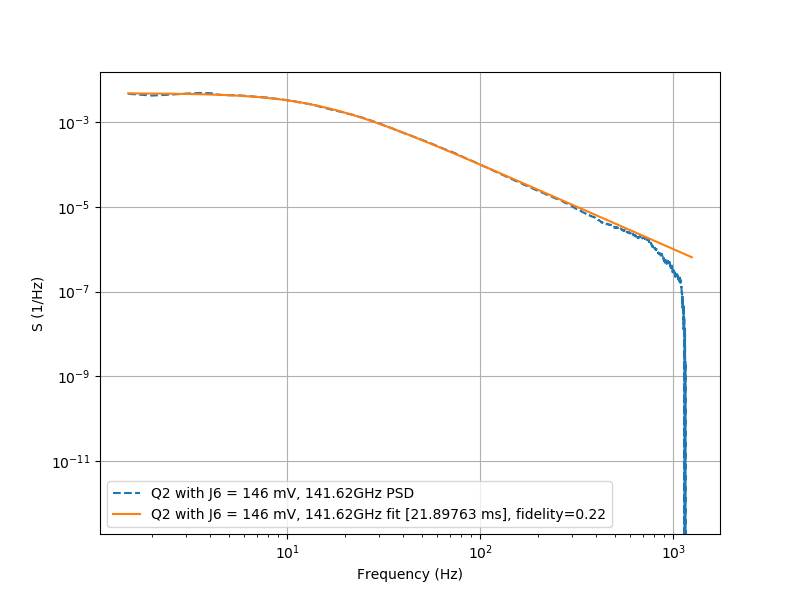 10⁻³
10⁻⁵
10⁻⁷
10⁻⁹
10⁻¹¹
S (1/Hz)
Q2 with J6 = 146 mV, 141.62GHz PSD
Q2 with J6 = 146 mV, 141.62GHz fit [21.89763 ms], fidelity=0.22
10¹ 10² 10³
Frequency (Hz)